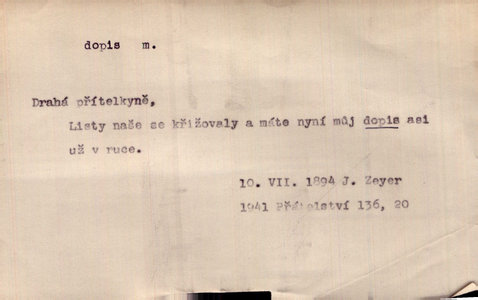 dopis m.
Drahá přítelkyně,
Listy naše se křižovaly a máte nyní můj dopis asi
už v ruce.
10. VII. 1894 J. Zeyer
1941 Přátelství 136, 20